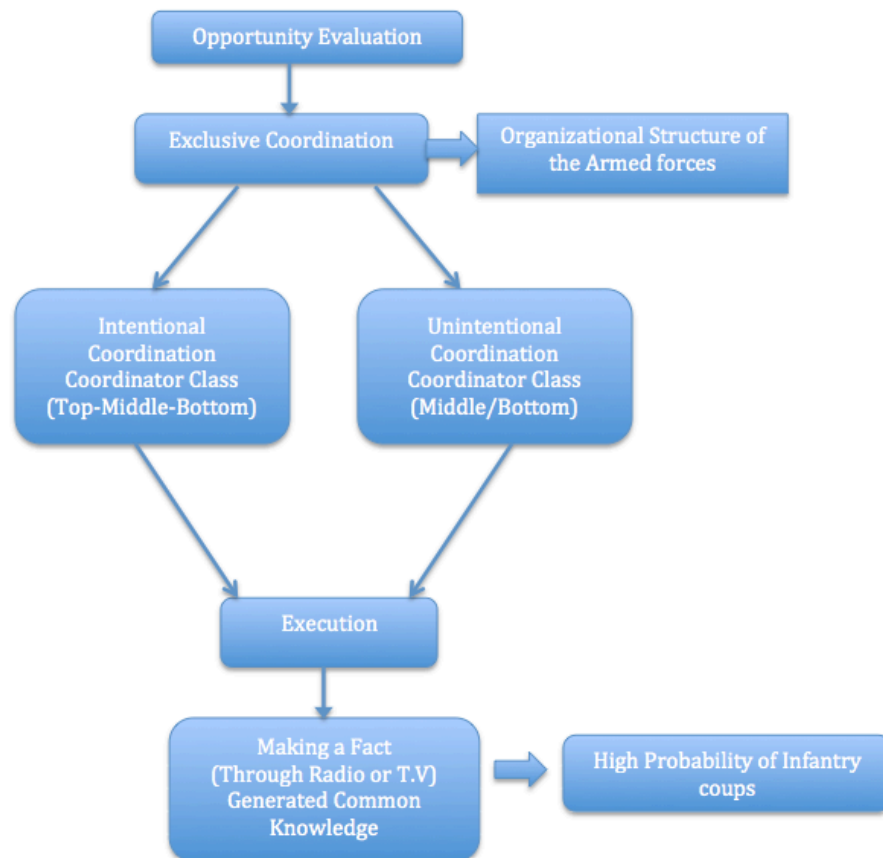 Opportunity Evaluation
Exclusive Coordination
Organizational Structure of
the Armed forces
Intentional
Coordination
Coordinator Class
(Top-Middle-Bottom)
Unintentional
Coordination
Coordinator Class
(Middle/Bottom)
Execution
Making a Fact
(Through Radio or T.V)
Generated Common
Knowledge
High Probability of Infantry
coups